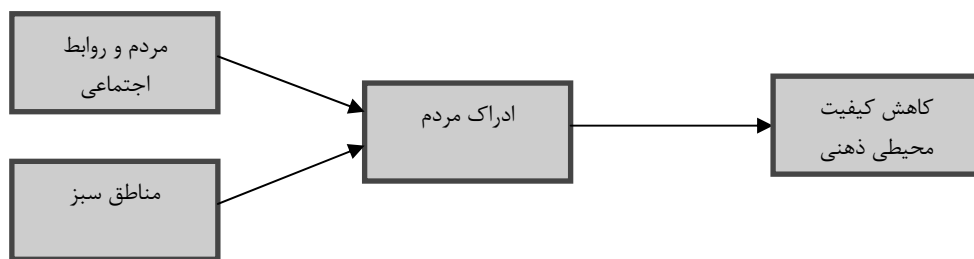 مردم و روابط
اجتماعی
مناطق سبز
ادراک مردم
کاهش کیفیت
محیطی ذهنی